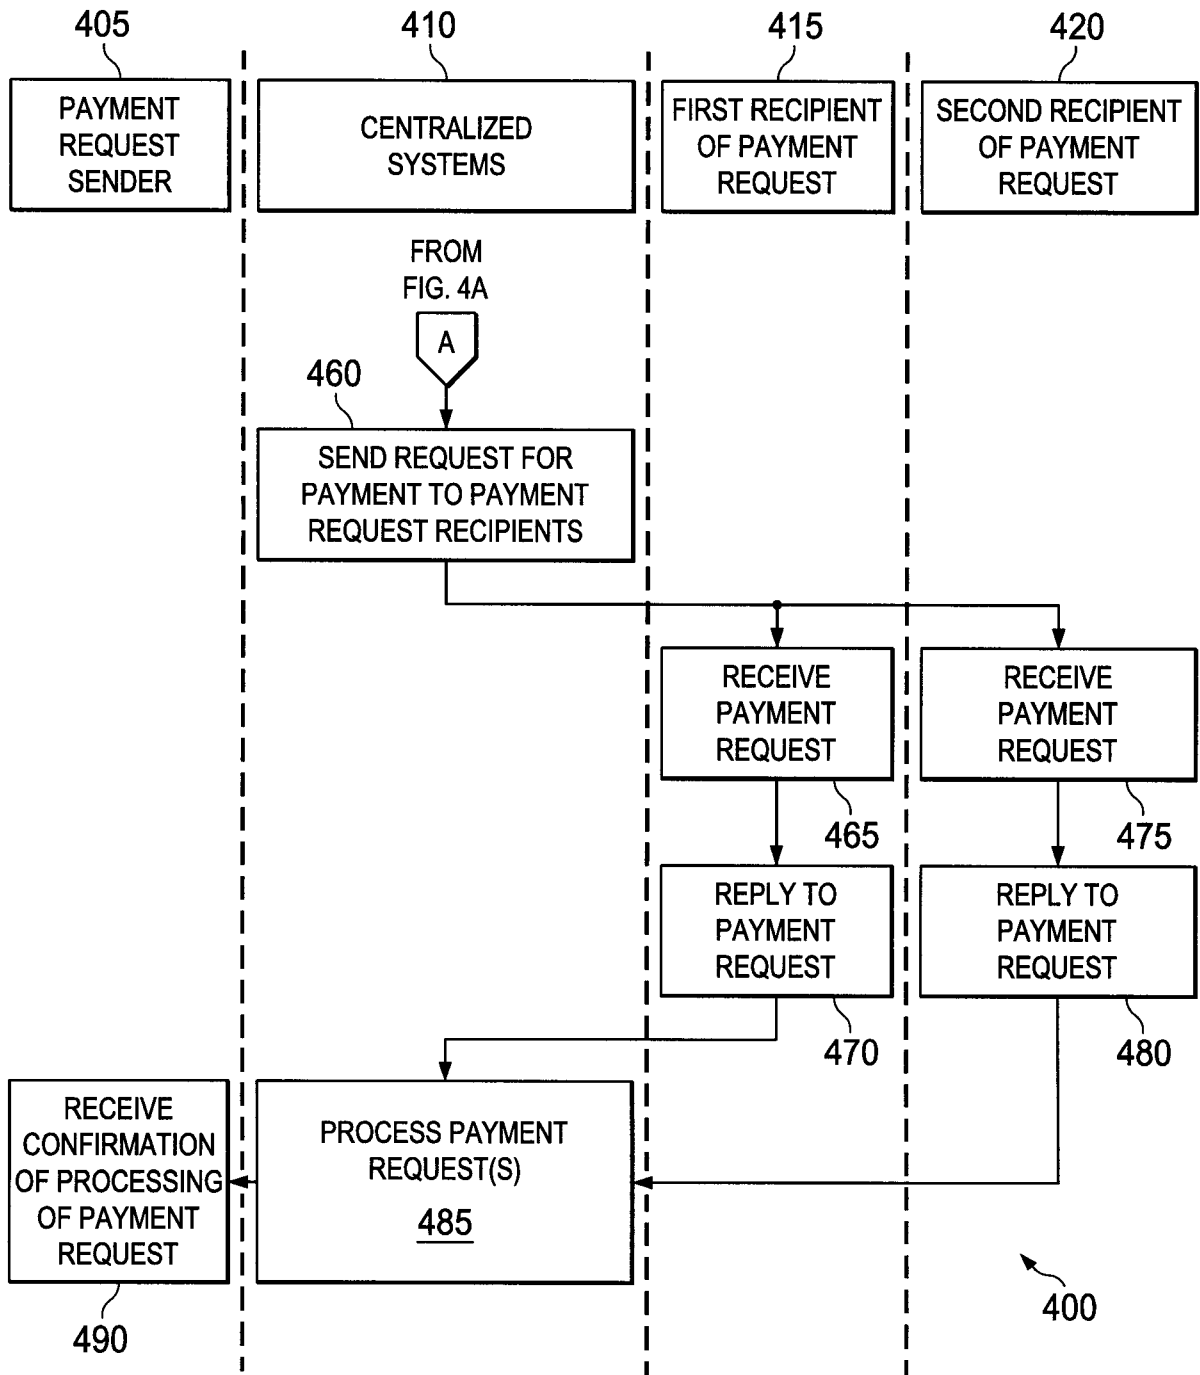 405
410
415
420
PAYMENT
REQUEST
SENDER
CENTRALIZED
SYSTEMS
FIRST RECIPIENT
OF PAYMENT
REQUEST
SECOND RECIPIENT
OF PAYMENT
REQUEST
FROM
FIG. 4A
A
460
SEND REQUEST FOR
PAYMENT TO PAYMENT
REQUEST RECIPIENTS
RECEIVE
PAYMENT
REQUEST
465
RECEIVE
PAYMENT
REQUEST
475
REPLY TO
PAYMENT
REQUEST
470
REPLY TO
PAYMENT
REQUEST
480
RECEIVE
CONFIRMATION
OF PROCESSING
OF PAYMENT
REQUEST
490
PROCESS PAYMENT
REQUEST(S)
485
400